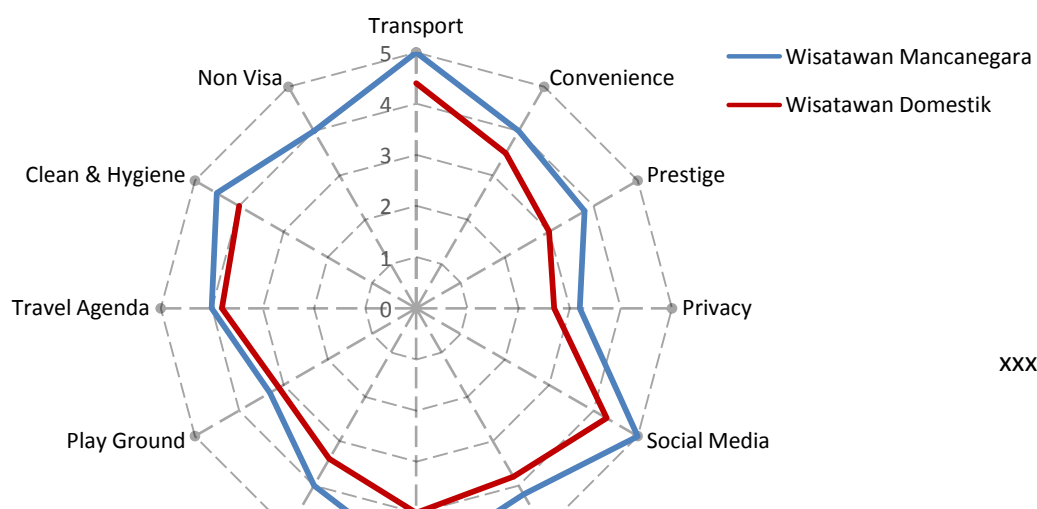 Transport
Non Visa
Convenience
Clean & Hygiene
Prestige
Travel Agenda
Privacy
Play Ground
Social Media
5
4
3
2
1
0
Wisatawan Mancanegara
Wisatawan Domestik
xxx